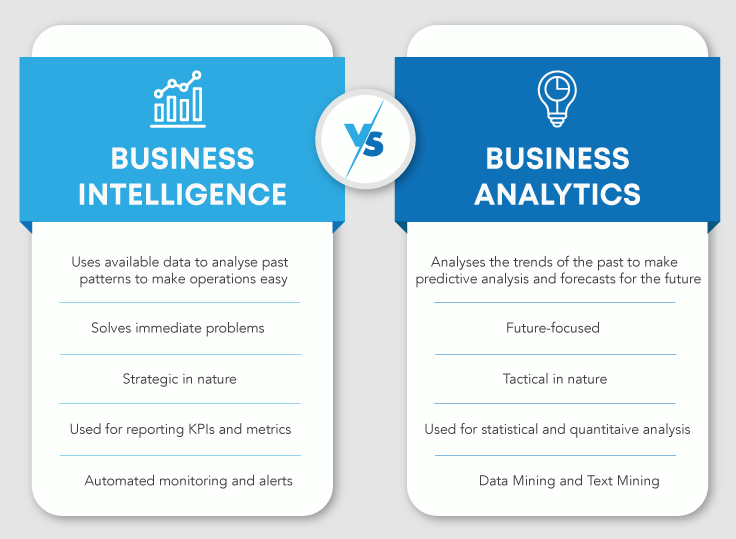 BUSINESS
INTELLIGENCE
VS
BUSINESS
ANALYTICS
Uses available data to analyse past
patterns to make operations easy
Solves immediate problems
Strategic in nature
Used for reporting KPIs and metrics
Automated monitoring and alerts
Analyses the trends of the past to make
predictive analysis and forecasts for the future
Future-focused
Tactical in nature
Used for statistical and quantitaive analysis
Data Mining and Text Mining